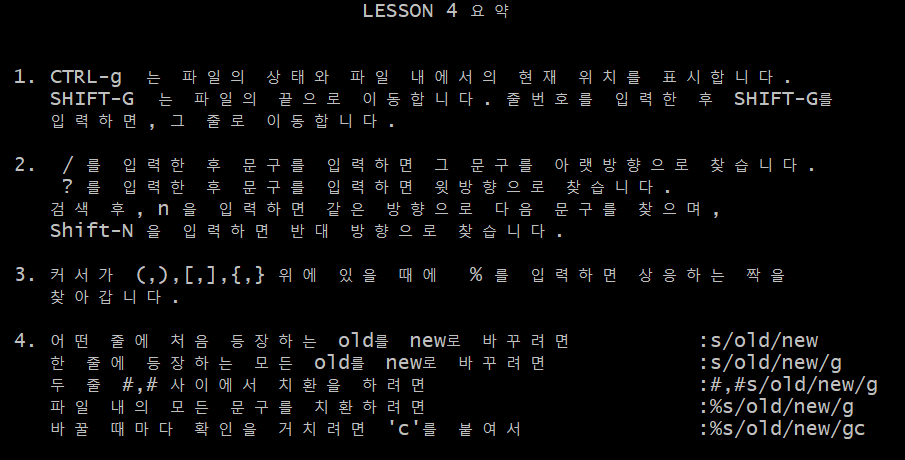 LESSON 4 요약
1. CTRL-g 는 파일의 상태와 파일 내에서의 현재 위치를 표시합니다.
SHIFT-G 는 파일의 끝으로 이동합니다. 줄번호를 입력한 후 SHIFT-G를
입력하면, 그 줄로 이동합니다.
2. / 를 입력한 후 문구를 입력하면 그 문구를 아랫방향으로 찾습니다.
? 를 입력한 후 문구를 입력하면 윗방향으로 찾습니다.
검색 후, n 을 입력하면 같은 방향으로 다음 문구를 찾으며,
Shift-N 을 입력하면 반대 방향으로 찾습니다.
3. 커서가 (,),[,],{,} 위에 있을 때에 % 를 입력하면 상응하는 짝을
찾아갑니다.
4. 어떤 줄에 처음 등장하는 old를 new로 바꾸려면 :s/old/new
한 줄에 등장하는 모든 old를 new로 바꾸려면 :s/old/new/g
두 줄 #,# 사이에서 치환을 하려면 :#,#s/old/new/g
파일 내의 모든 문구를 치환하려면 :%s/old/new/g
바꿀 때마다 확인을 거치려면 'c'를 붙여서 :%s/old/new/gc